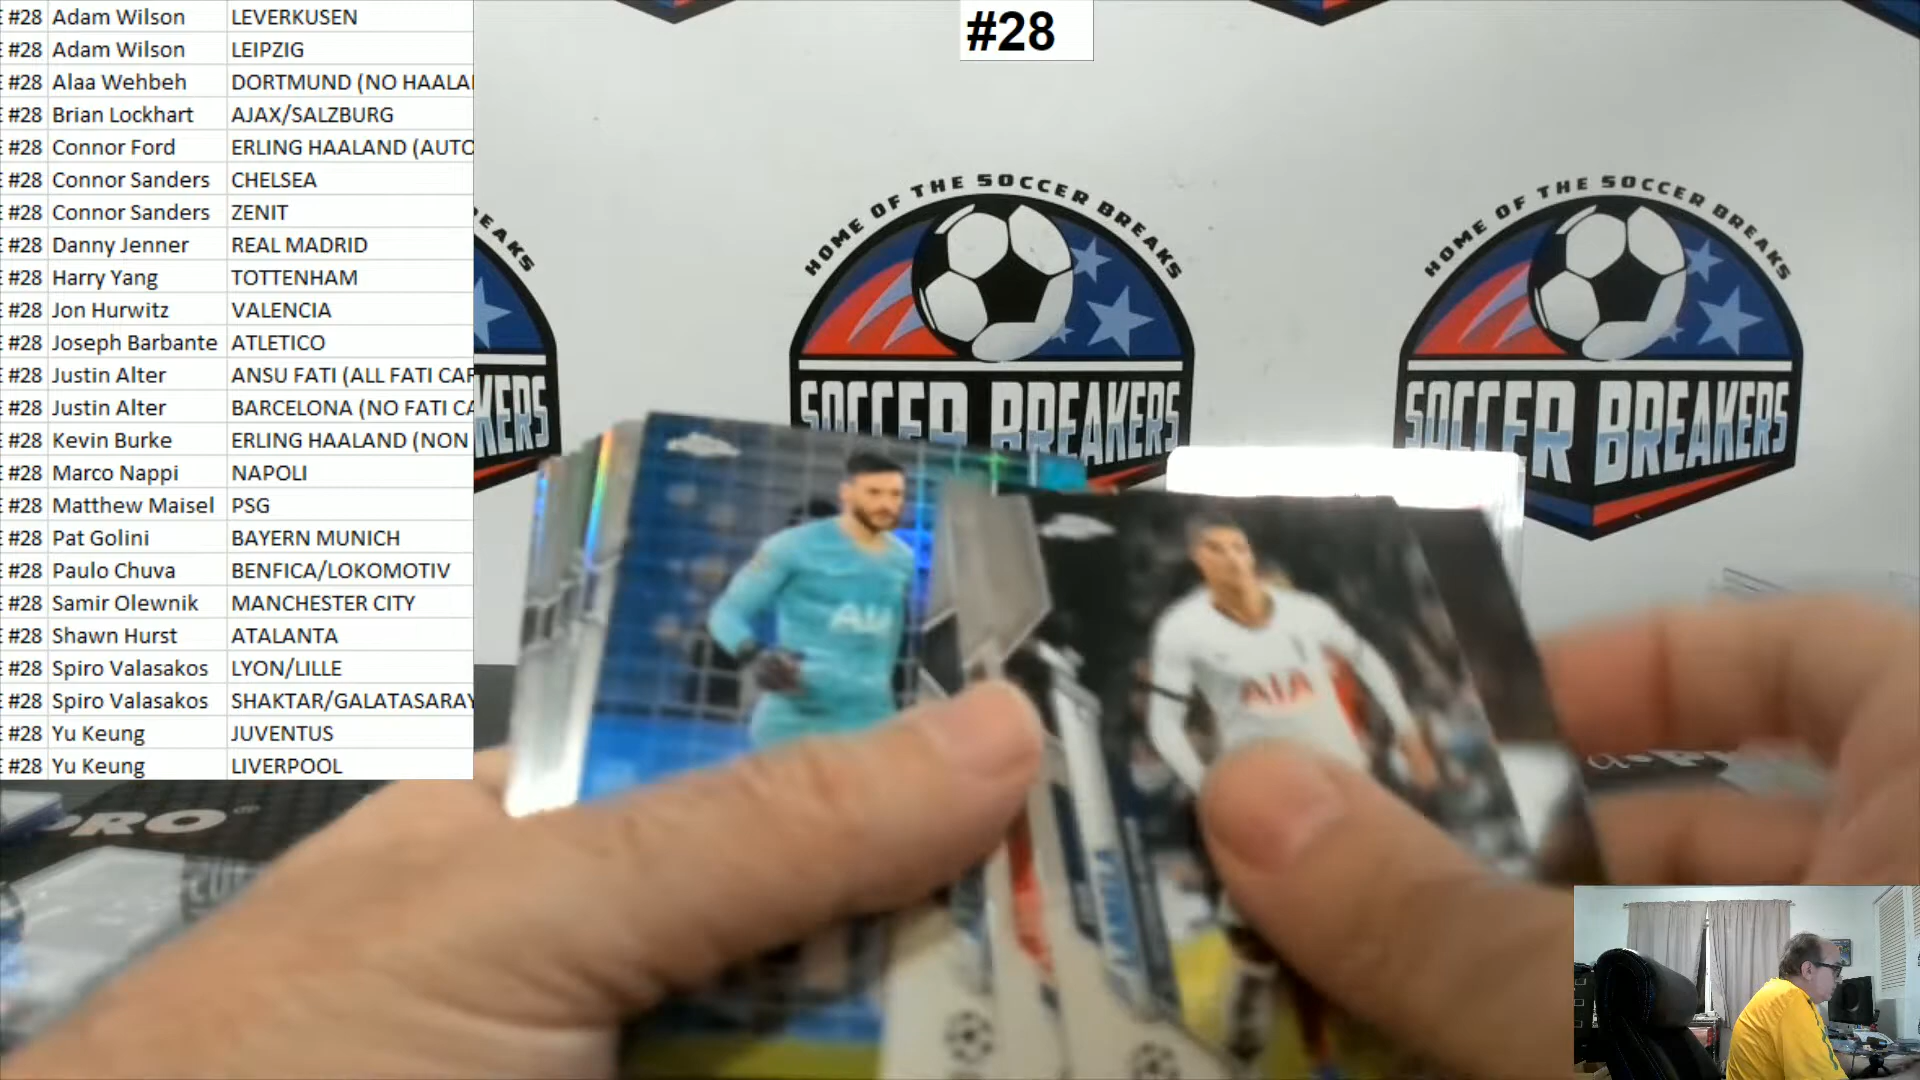 E #28 Adam Wilson LEVERKUSEN
E #28 Adam Wilson LEIPZIG
E #28 Alaa Wehbeh DORTMUND (NO HAALA
E #28 Brian Lockhart AJAX/SALZBURG
E #28 Connor Ford ERLING HAALAND (AUTO
E #28 Connor Sanders CHELSEA
E #28 Connor Sanders ZENIT
E #28 Danny Jenner REAL MADRID
E #28 Harry Yang TOTTENHAM
E #28 Jon Hurwitz VALENCIA
E #28 Joseph Barbante ATLETICO
E #28 Justin Alter ANSU FATI (ALL FATI CAR
E #28 Justin Alter BARCELONA (NO FATI CA
E #28 Kevin Burke ERLING HAALAND (NON
E #28 Marco Nappi NAPOLI
E #28 Matthew Maisel PSG
E #28 Pat Golini BAYERN MUNICH
E #28 Paulo Chuva BENFICA/LOKOMOTIV
E #28 Samir Olewnik MANCHESTER CITY
E #28 Shawn Hurst ATALANTA
E #28 Spiro Valasakos LYON/LILLE
E #28 Spiro Valasakos SHAKTAR/GALATASARAY
E #28 Yu Keung JUVENTUS
E #28 Yu Keung LIVERPOOL
#28
REAKS
KERS
HOME OF THE SOCCER BREAKS
SOCCER BREAKERS
HOME OF THE SOCCER BREAKS
SOCCER BREAKERS
AIA
AIA
LAMELA
PRO